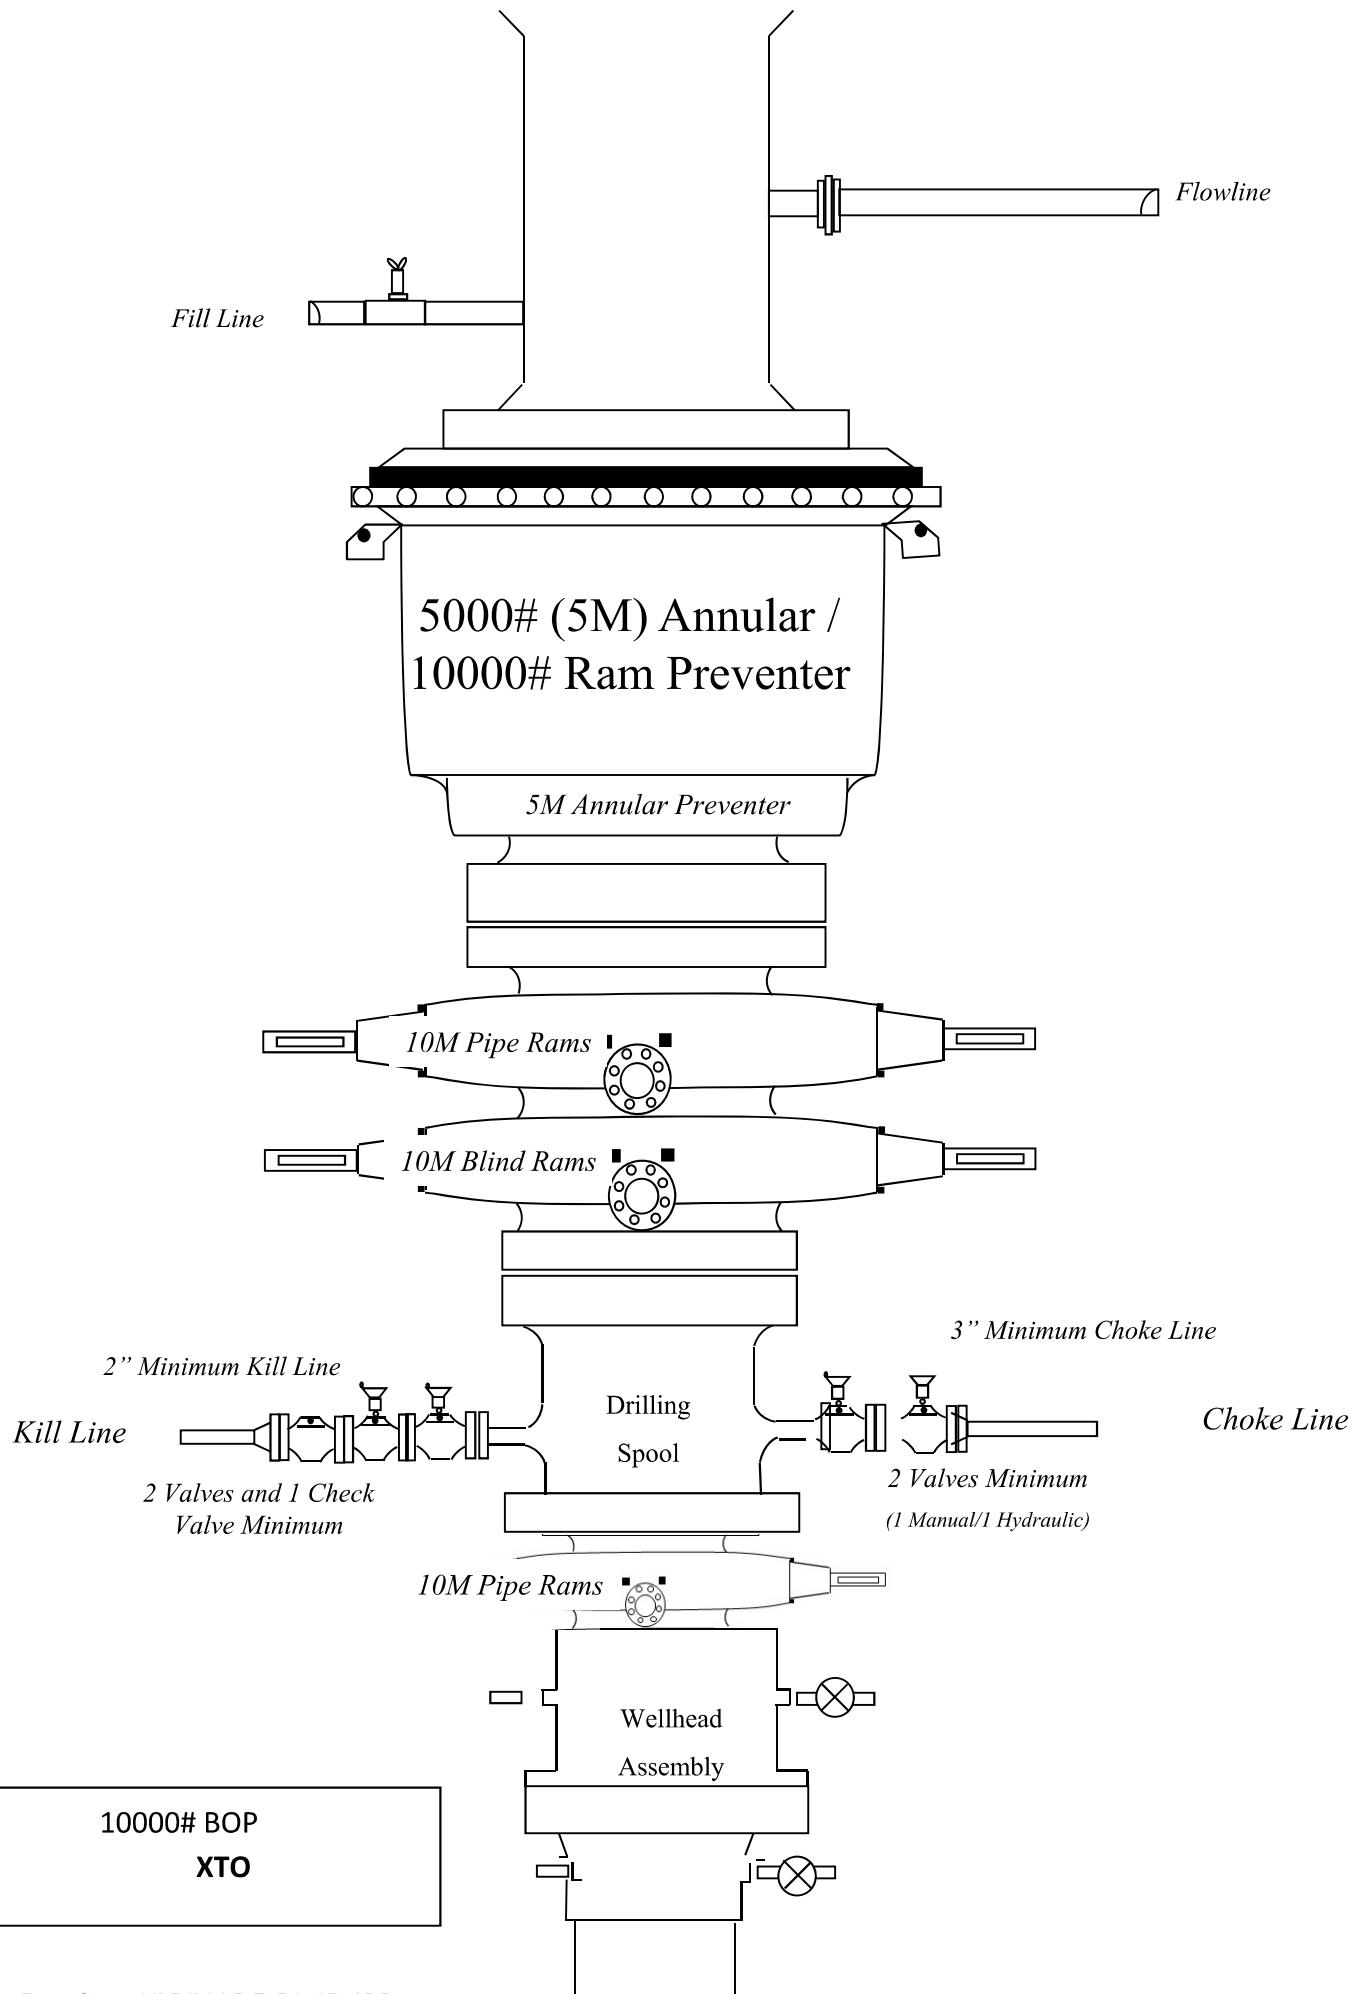 Flowline
Fill Line
5000# (5M) Annular /
10000# Ram Preventer
5M Annular Preventer
10M Pipe Rams
10M Blind Rams
3” Minimum Choke Line
2” Minimum Kill Line
Drilling
Spool
Kill Line
Choke Line
2 Valves and 1 Check
Valve Minimum
2 Valves Minimum
(1 Manual/1 Hydraulic)
10M Pipe Rams
Wellhead
Assembly
10000# BOP
XTO